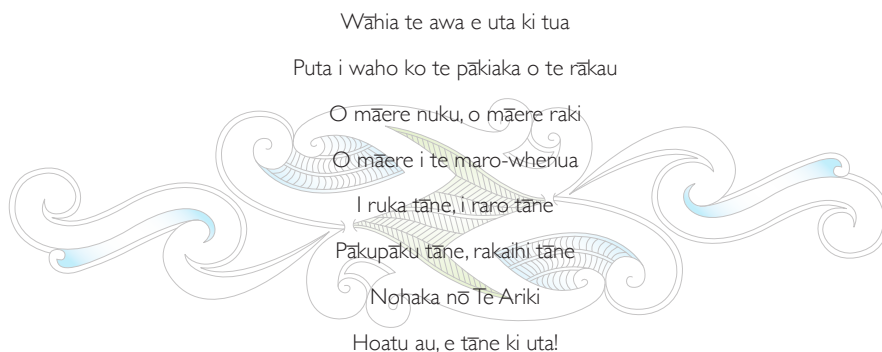 Wāhia te awa e uta ki tua
Puta i waho ko te pākiaka o te rākau
O māere nuku, o māere raki
O māere i te maro-whenua
I ruka tāne, i raro tāne
Pākupāku tāne, rakaihi tāne
Nohaka nō Te Ariki
Hoatu au, e tāne ki uta!